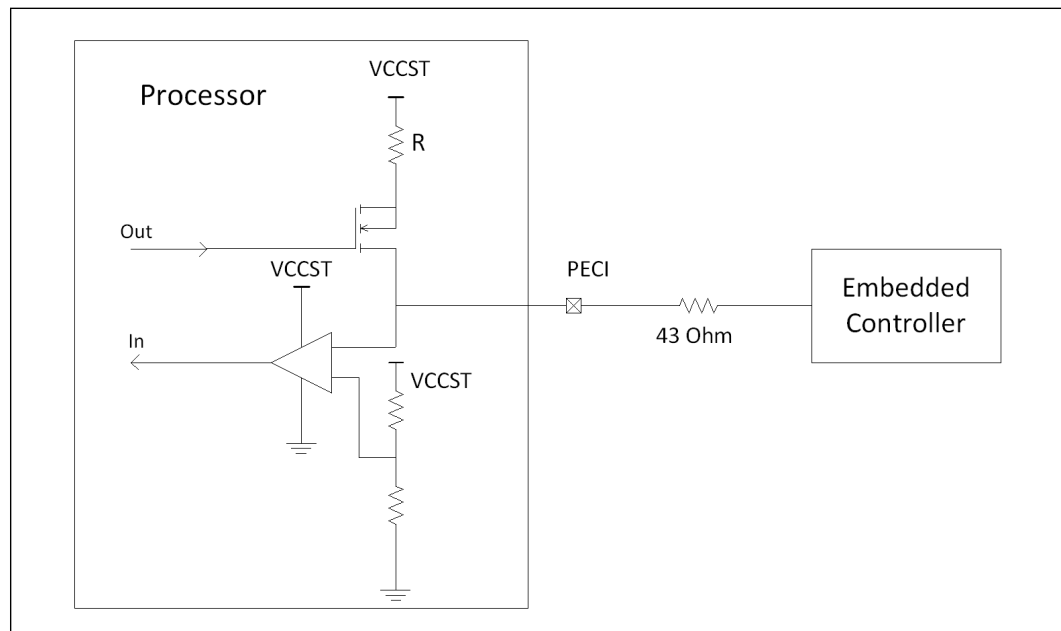 VCCST
Processor
R
Out
VCCST
PECI
Embedded
Controller
In
43 Ohm
VCCST